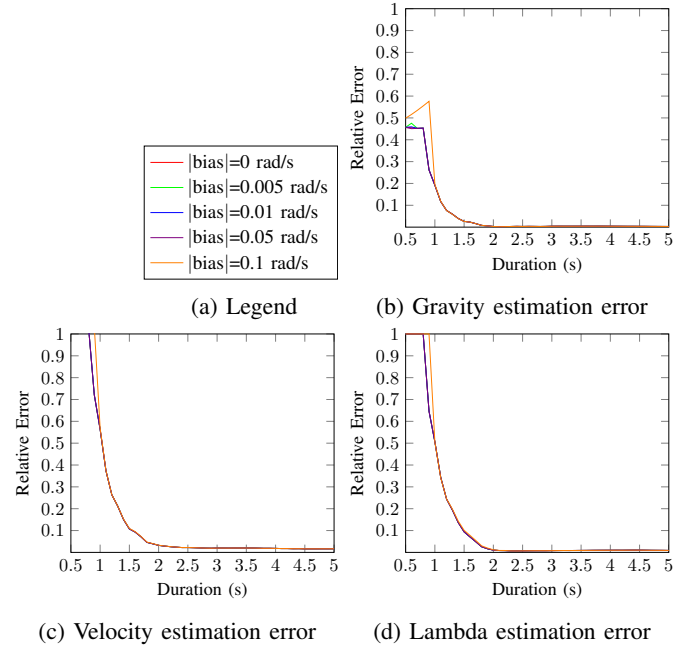 |bias|=0 rad/s
|bias|=0.005 rad/s
|bias|=0.01 rad/s
|bias|=0.05 rad/s
|bias|=0.1 rad/s
(a) Legend
Relative Error
1
0.9
0.8
0.7
0.6
0.5
0.4
0.3
0.2
0.1
0.5 1 1.5 2 2.5 3 3.5 4 4.5 5
Duration (s)
(b) Gravity estimation error
Relative Error
1
0.9
0.8
0.7
0.6
0.5
0.4
0.3
0.2
0.1
0.5 1 1.5 2 2.5 3 3.5 4 4.5 5
Duration (s)
(c) Velocity estimation error
Relative Error
1
0.9
0.8
0.7
0.6
0.5
0.4
0.3
0.2
0.1
0.5 1 1.5 2 2.5 3 3.5 4 4.5 5
Duration (s)
(d) Lambda estimation error